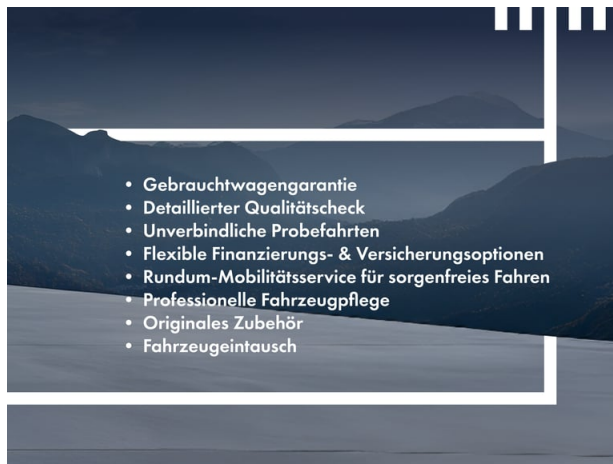 • Gebrauchtwagengarantie
• Detaillierter Qualitätscheck
• Unverbindliche Probefahrten
• Flexible Finanzierungs- & Versicherungsoptionen
• Rundum-Mobilitätsservice für sorgenfreies Fahren
• Professionelle Fahrzeugpflege
• Originales Zubehör
• Fahrzeugeintausch